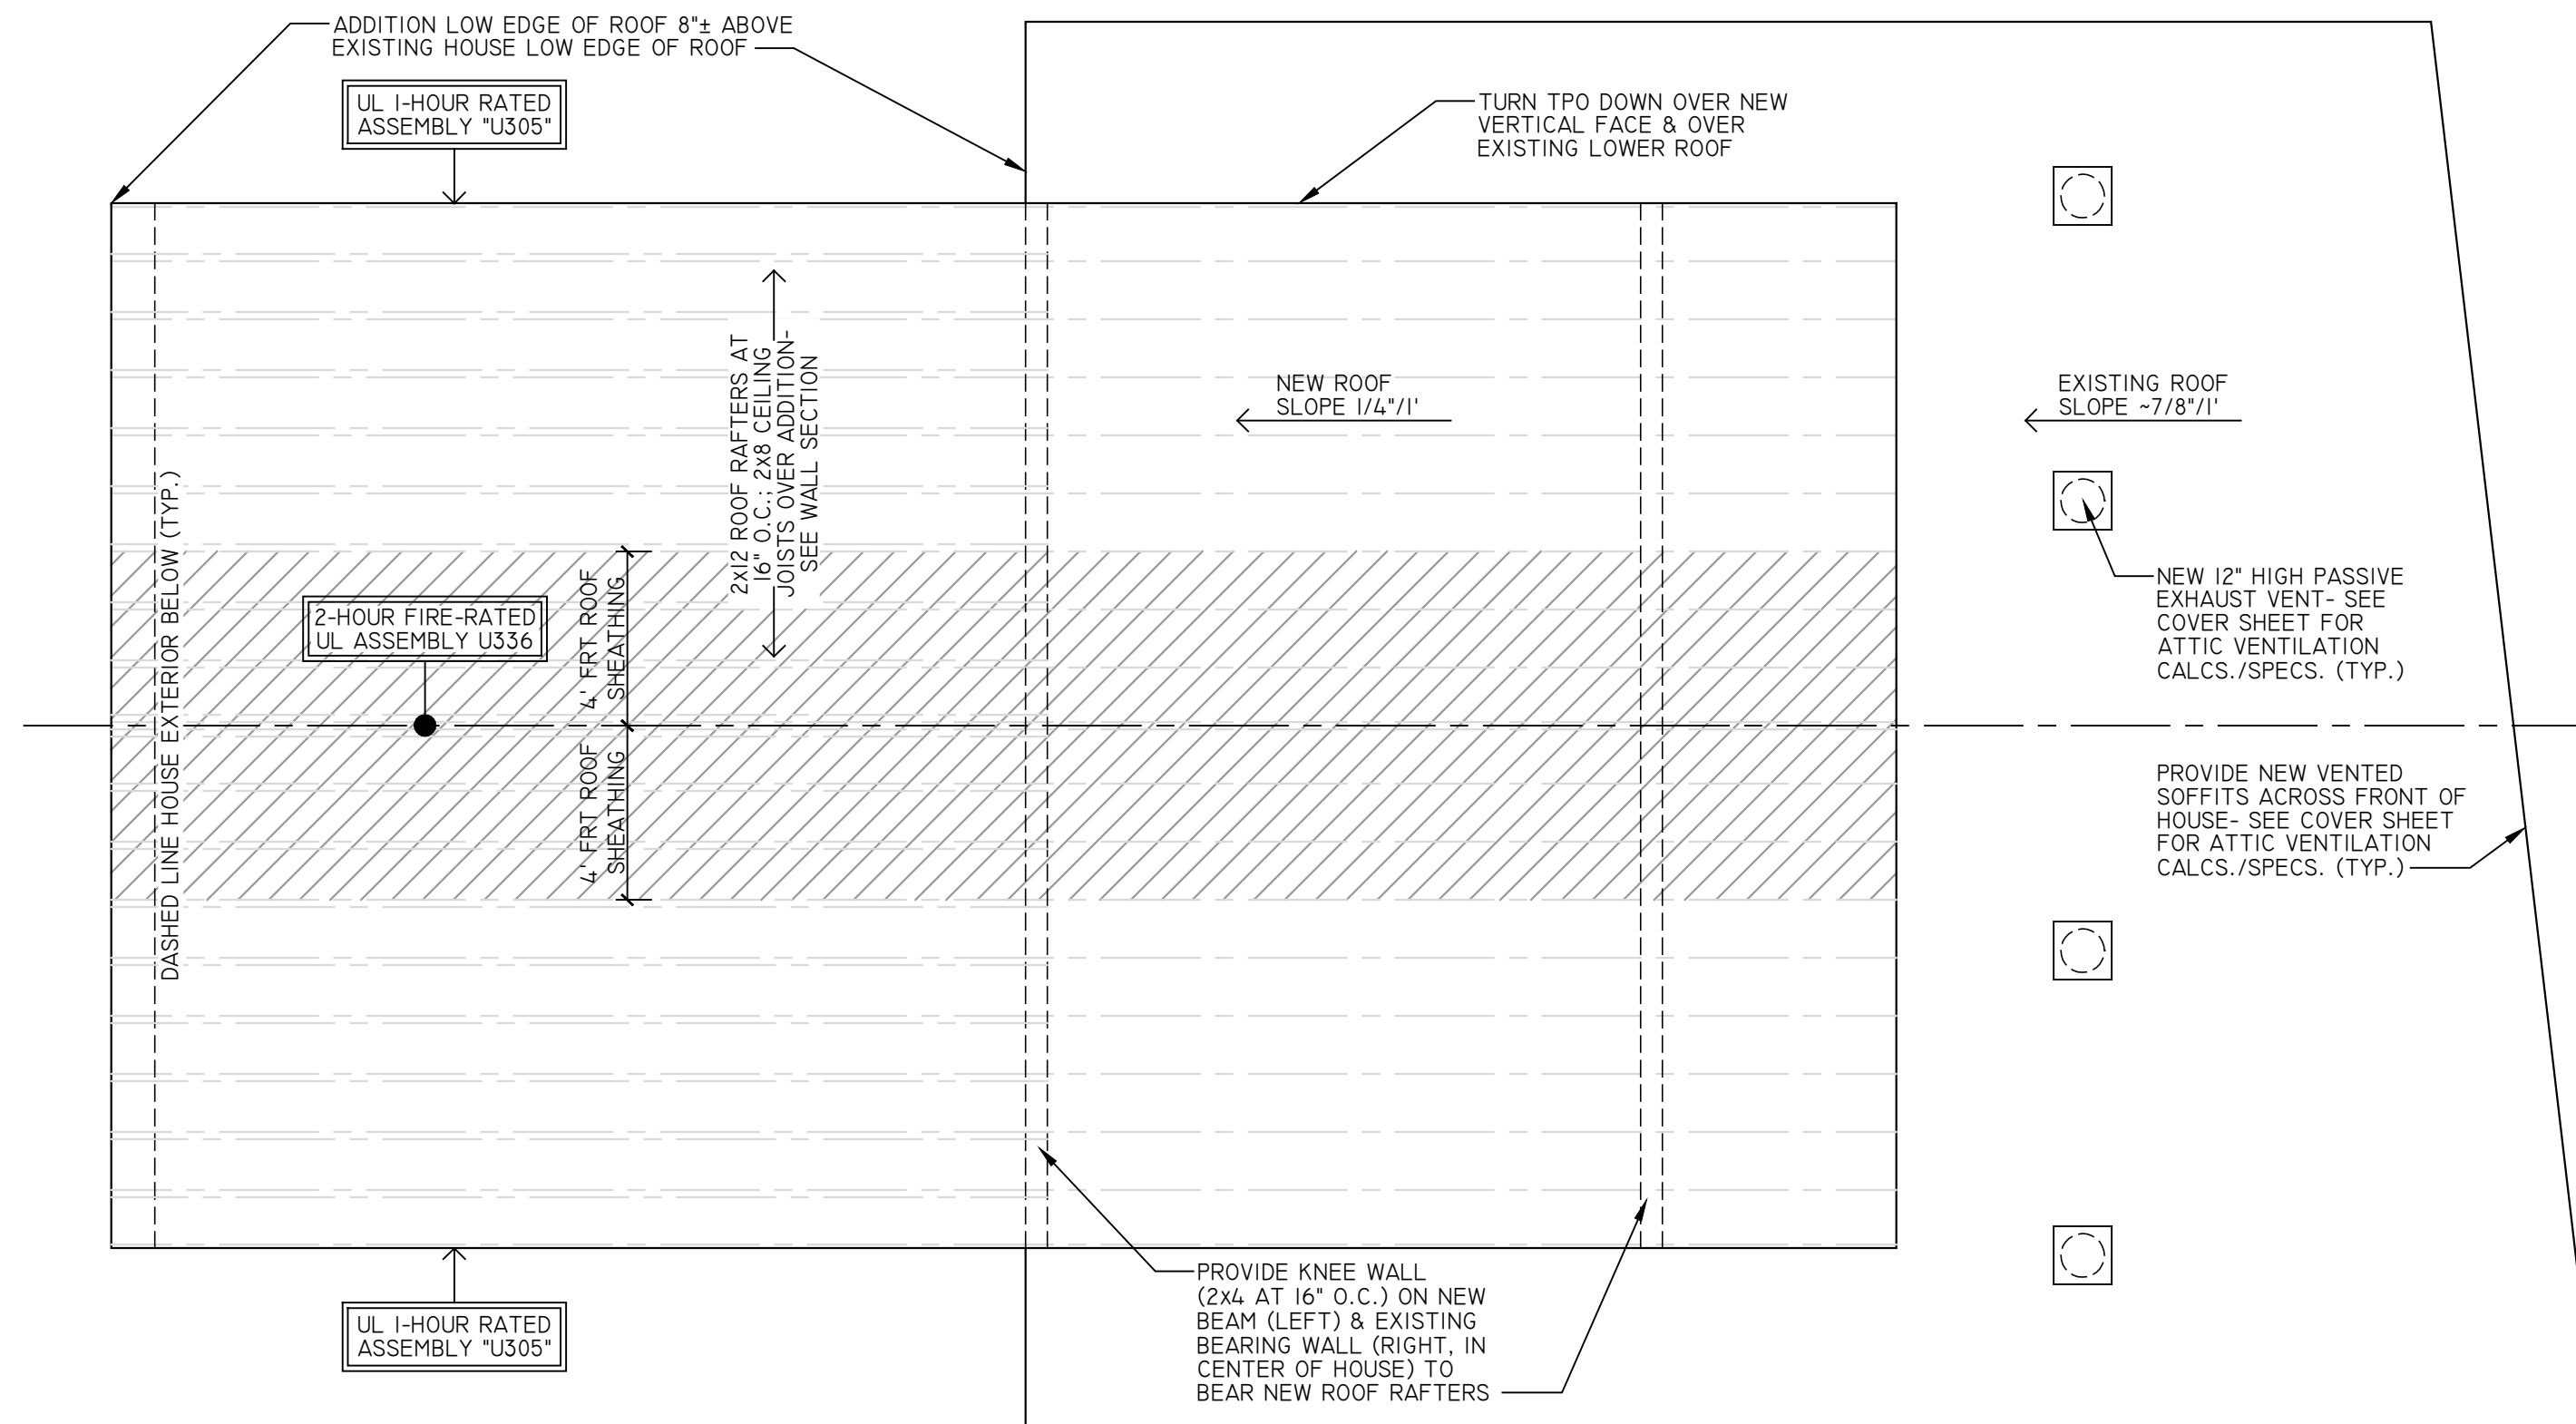 ADDITION LOW EDGE OF ROOF 8"± ABOVE
EXISTING HOUSE LOW EDGE OF ROOF
UL 1-HOUR RATED
ASSEMBLY "U305"
TURN TPO DOWN OVER NEW
VERTICAL FACE & OVER
EXISTING LOWER ROOF
2x12 ROOF RAFTERS AT
16" O.C.; 2x8 CEILING
JOISTS OVER ADDITION-
SEE WALL SECTION
NEW ROOF
SLOPE 1/4"/1'
EXISTING ROOF
SLOPE ~7/8"/1'
DASHED LINE HOUSE EXTERIOR BELOW (TYP.)
2-HOUR FIRE-RATED
UL ASSEMBLY U336
4' FRT ROOF
SHEATHING
4' FRT ROOF
SHEATHING
NEW 12" HIGH PASSIVE
EXHAUST VENT- SEE
COVER SHEET FOR
ATTIC VENTILATION
CALCS./SPECS. (TYP.)
PROVIDE NEW VENTED
SOFFITS ACROSS FRONT OF
HOUSE- SEE COVER SHEET
FOR ATTIC VENTILATION
CALCS./SPECS. (TYP.)
PROVIDE KNEE WALL
(2x4 AT 16" O.C.) ON NEW
BEAM (LEFT) & EXISTING
BEARING WALL (RIGHT, IN
CENTER OF HOUSE) TO
BEAR NEW ROOF RAFTERS
UL 1-HOUR RATED
ASSEMBLY "U305"